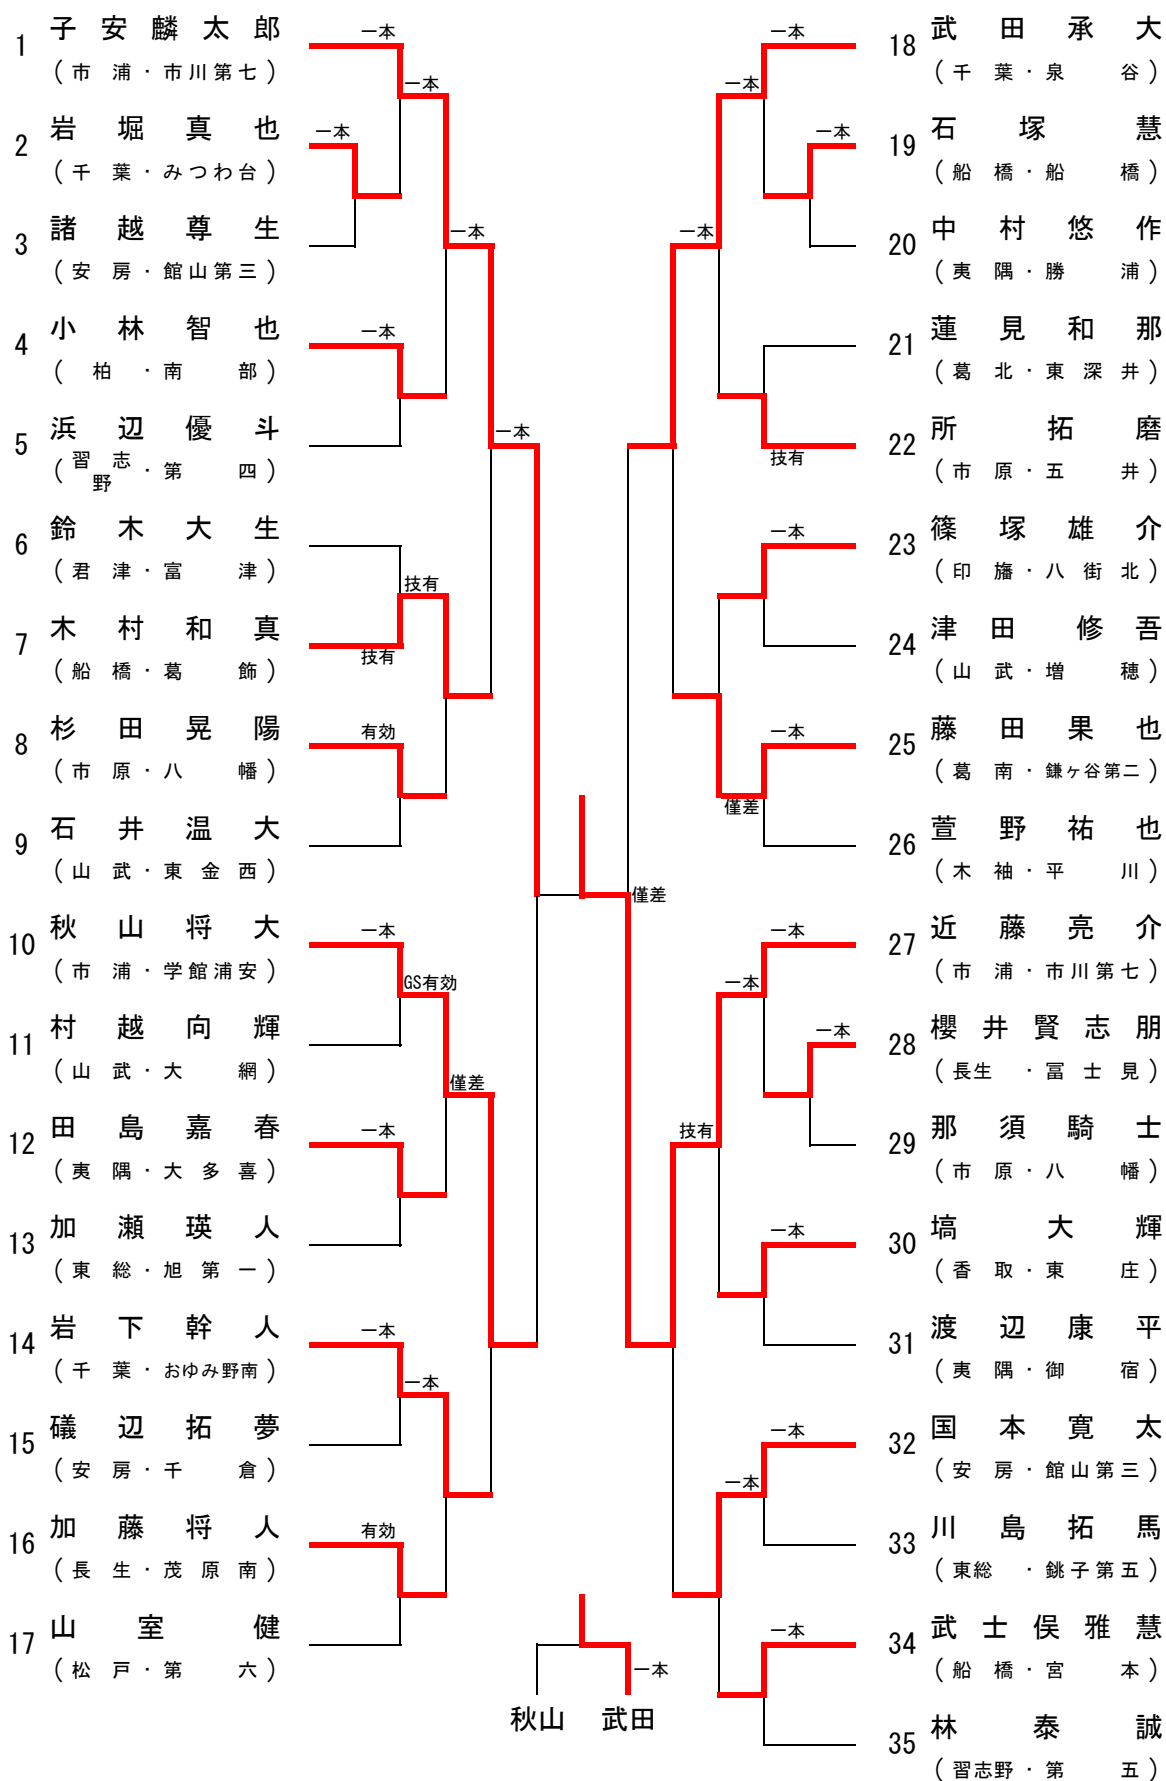 1 子安麟太郎
（市浦・市川第七）
2 岩堀真也
（千葉・みつわ台）
3 諸越尊生
（安房・館山第三）
4 小林智也
（柏・南部）
5 浜辺優斗
（習志野・第四）
6 鈴木大生
（君津・富津）
7 木村和真
（船橋・葛飾）
8 杉田晃陽
（市原・八幡）
9 石井温大
（山武・東金西）
10 秋山将大
（市浦・学館浦安）
11 村越向輝
（山武・大網）
12 田島嘉春
（夷隅・大多喜）
13 加瀬瑛人
（東総・旭第一）
14 岩下幹人
（千葉・おゆみ野南）
15 礒辺拓夢
（安房・千倉）
16 加藤将人
（長生・茂原南）
17 山室健
（松戸・第六）
一本
一本
一本
一本
一本
一本
技有
技有
有効
一本
GS有効
僅差
一本
一本
一本
有効
僅差
一本
秋山 武田
一本
一本
一本
一本
技有
一本
一本
僅差
一本
一本
一本
技有
一本
一本
一本
一本
18 武田承大
（千葉・泉谷）
19 石塚慧
（船橋・船橋）
20 中村悠作
（夷隅・勝浦）
21 蓮見和那
（葛北・東深井）
22 所拓磨
（市原・五井）
23 篠塚雄介
（印旛・八街北）
24 津田修吾
（山武・増穂）
25 藤田果也
（葛南・鎌ヶ谷第二）
26 萱野祐也
（木袖・平川）
27 近藤亮介
（市浦・市川第七）
28 櫻井賢志朋
（長生・冨士見）
29 那須騎士
（市原・八幡）
30 塙大輝
（香取・東庄）
31 渡辺康平
（夷隅・御宿）
32 国本寛太
（安房・館山第三）
33 川島拓馬
（東総・銚子第五）
34 武士俣雅慧
（船橋・宮本）
35 林泰誠
（習志野・第五）